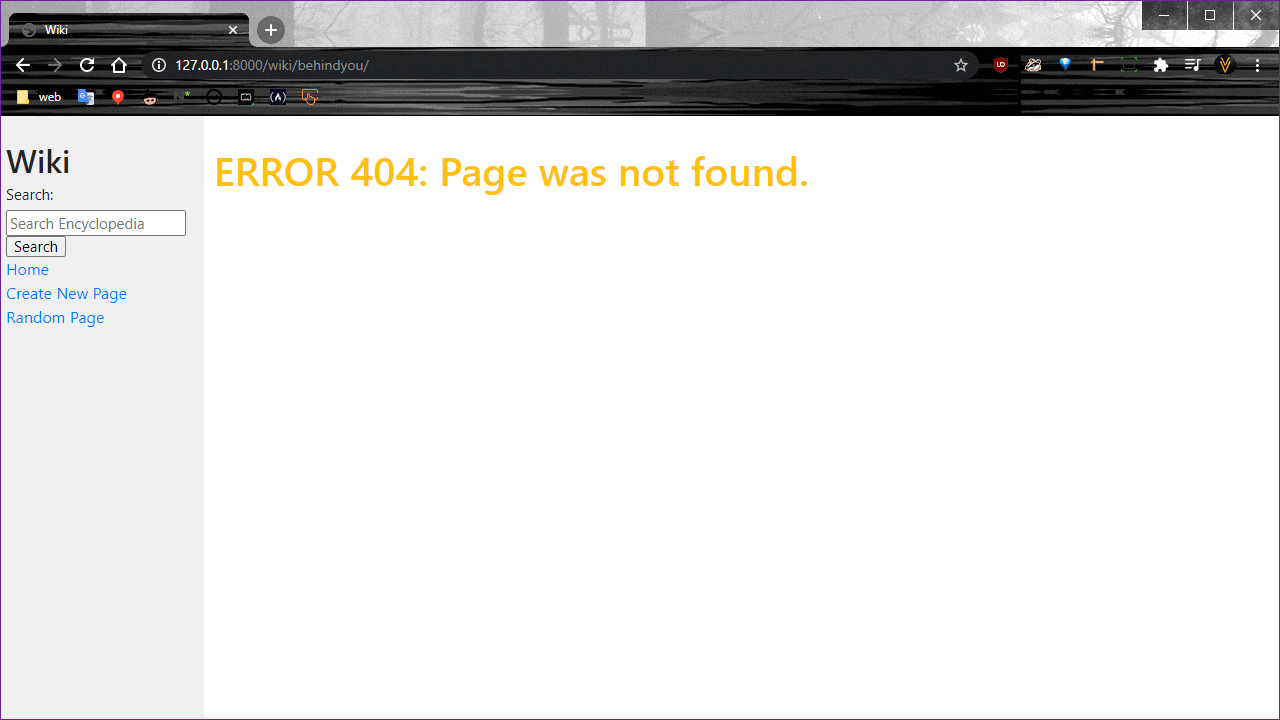 Wiki
127.0.0.1:8000/wiki/behindyou/
web
Wiki
Search:
Search Encyclopedia
Search
Home
Create New Page
Random Page
ERROR 404: Page was not found.